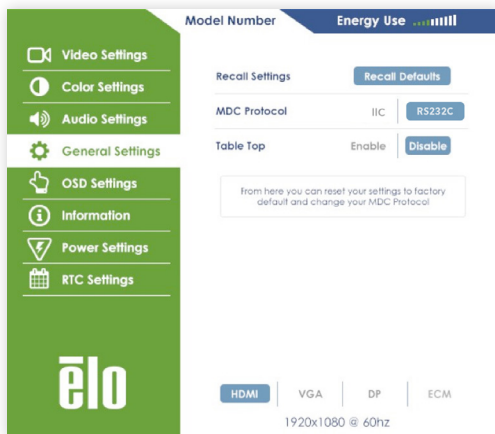 Model Number
Energy Use
Video Settings
Color Settings
Audio Settings
General Settings
OSD Settings
Information
Power Settings
RTC Settings
Recall Settings Recall Defaults
MDC Protocol IIC RS232C
Table Top Enable Disable
From here you can reset your settings to factory
default and change your MDC Protocol
ēlo
HDMI VGA DP ECM
1920x1080 @ 60hz